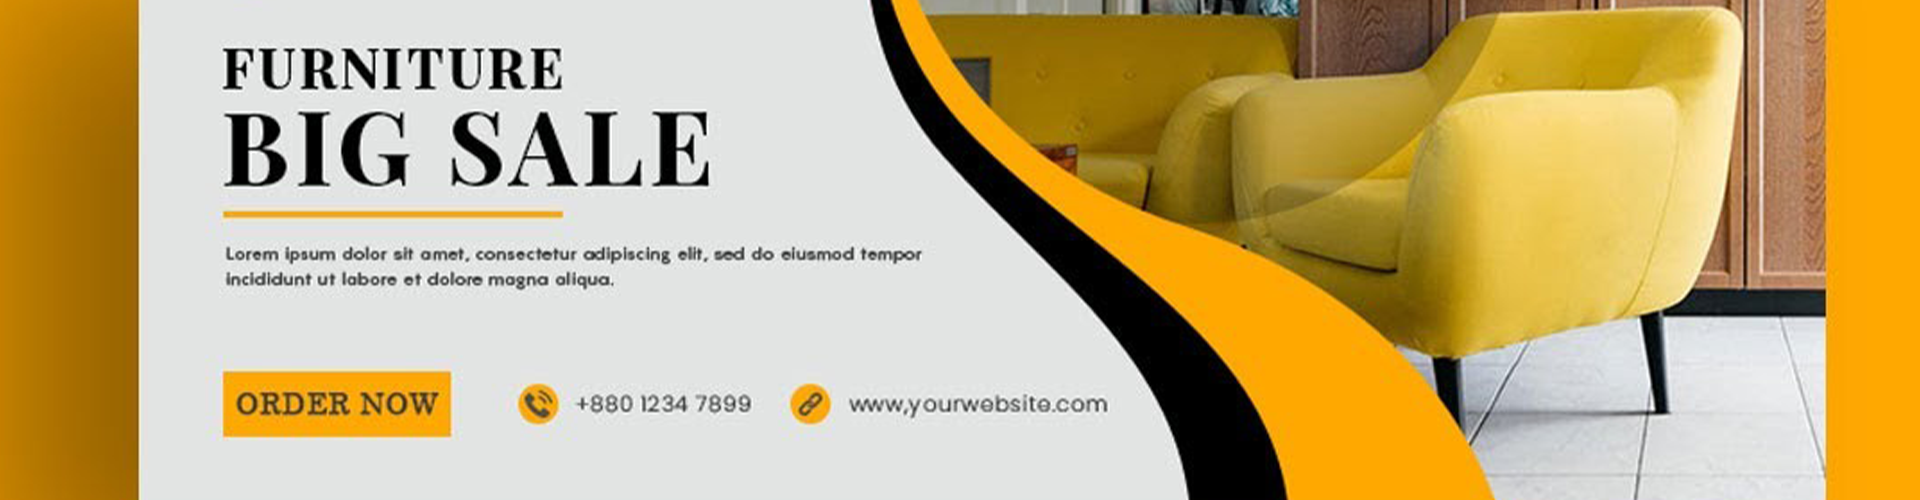 FURNITURE
BIG SALE
Lorem ipsum dolor sit amet, consectetur adipiscing elit, sed do eiusmod tempor
incididunt ut labore et dolore magna aliqua.
ORDER NOW
+880 1234 7899
www,yourwebsite.com